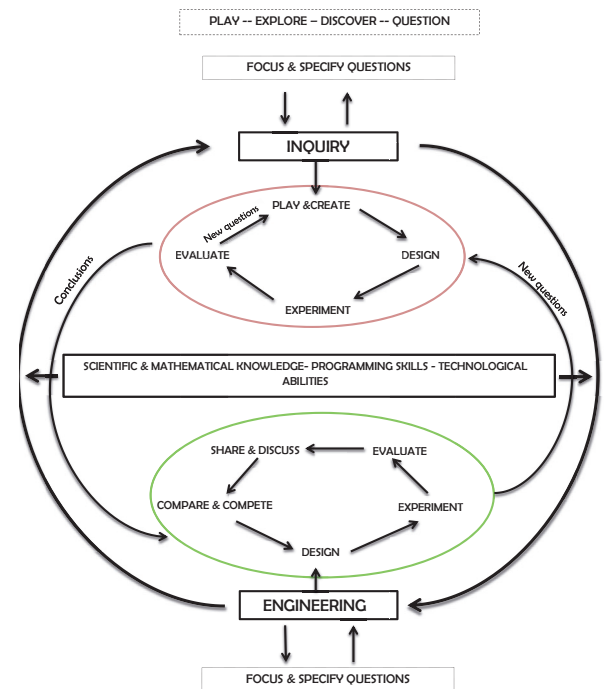 PLAY -- EXPLORE – DISCOVER -- QUESTION
FOCUS & SPECIFY QUESTIONS
INQUIRY
PLAY &CREATE
New questions
EVALUATE
DESIGN
EXPERIMENT
Conclusions
New questions
SCIENTIFIC & MATHEMATICAL KNOWLEDGE- PROGRAMMING SKILLS - TECHNOLOGICAL
ABILITIES
SHARE & DISCUSS
EVALUATE
COMPARE & COMPETE
EXPERIMENT
DESIGN
ENGINEERING
FOCUS & SPECIFY QUESTIONS